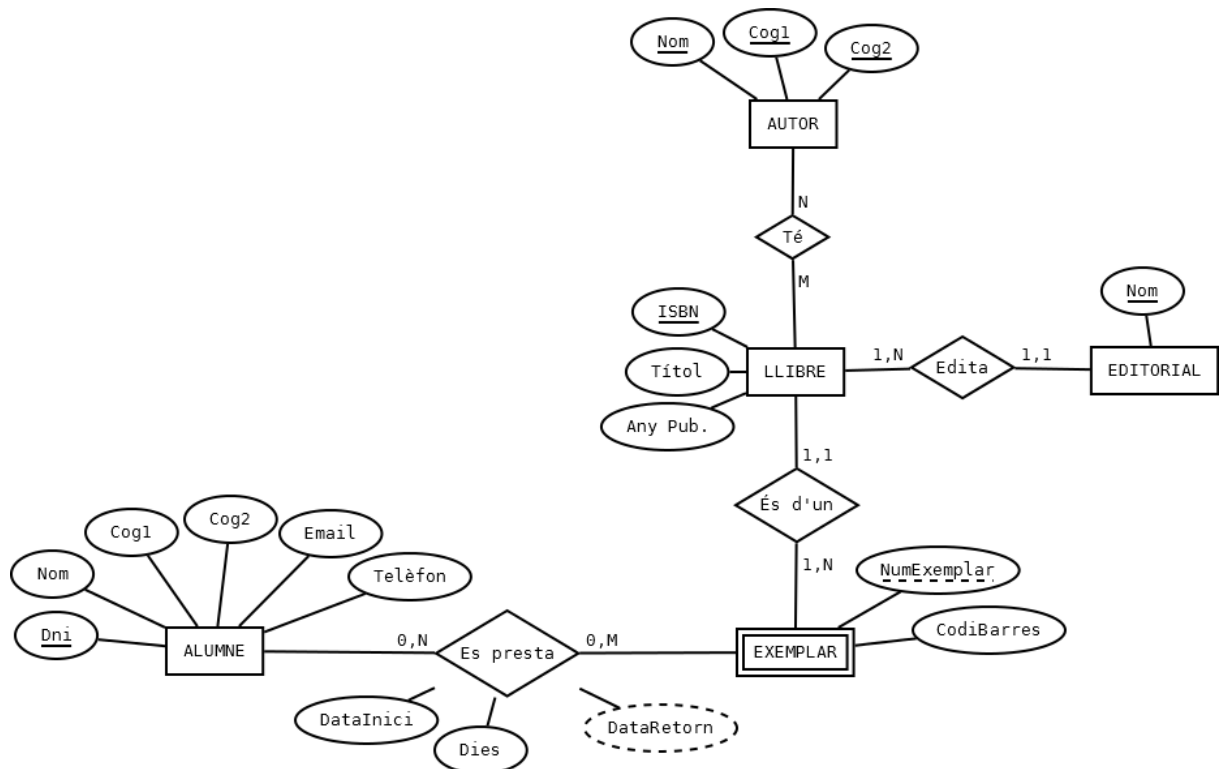 Nom
Cog1
Cog2
AUTOR
N
Té
M
ISBN
Títol
Any Pub.
LLIBRE
1,N
Edita
1,1
Nom
EDITORIAL
1,1
És d'un
1,N
NumExemplar
CodiBarres
EXEMPLAR
Dni
Nom
Cog1
Cog2
Email
Telèfon
ALUMNE
0,N
Es presta
0,M
DataInici
Dies
DataRetorn